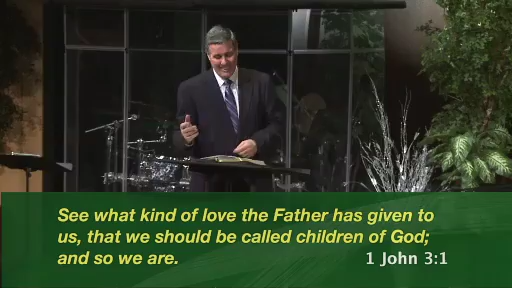 See what kind of love the Father has given to
us, that we should be called children of God;
and so we are.
1 John 3:1